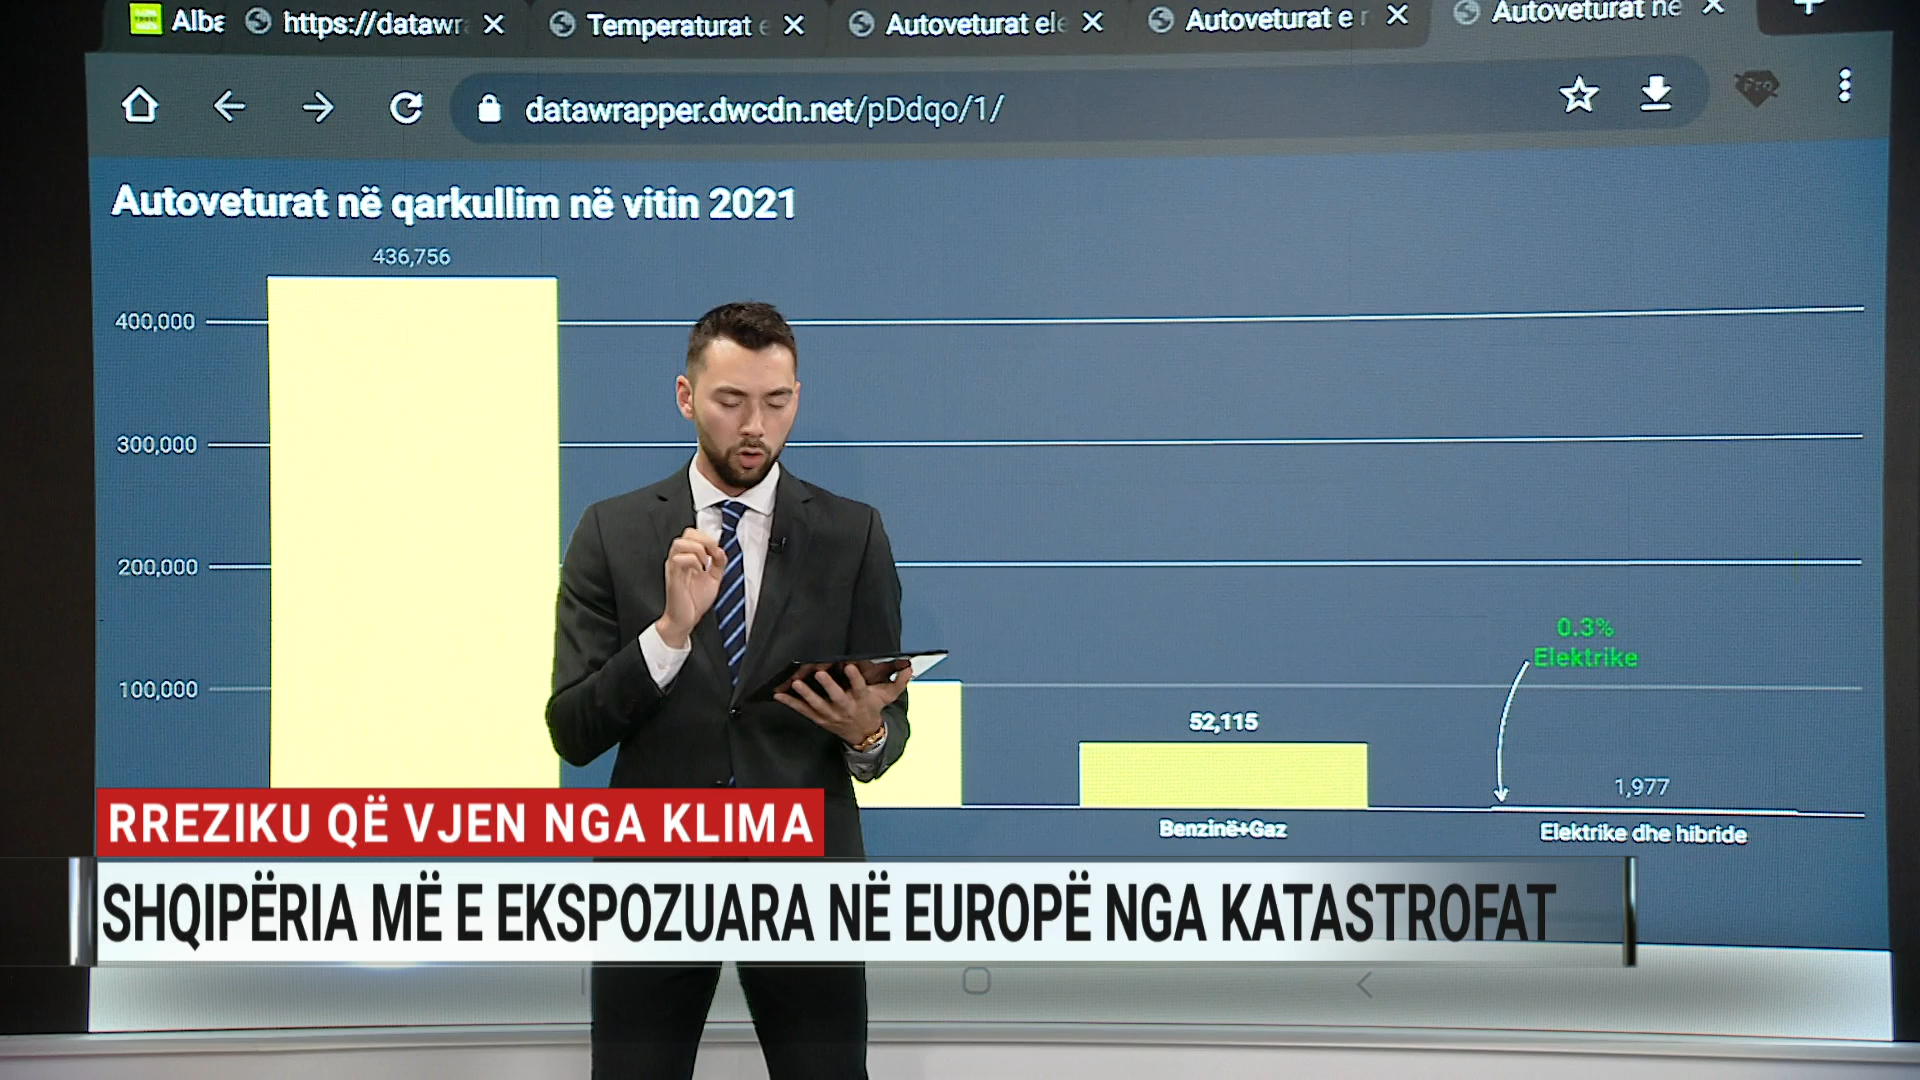 Alba
https://datawr
Temperaturat e
Autoveturat ele
Autoveturat e r
Autoveturat në
datawrapper.dwcdn.net/pDdqo/1/
Autoveturat në qarkullim në vitin 2021
436,756
400,000
300,000
200,000
100,000
0.3%
Elektrike
52,115
1,977
Benzinë+Gaz
Elektrike dhe hibride
RREZIKU QË VJEN NGA KLIMA
SHQIPËRIA MË E EKSPOZUARA NË EUROPË NGA KATASTROFAT